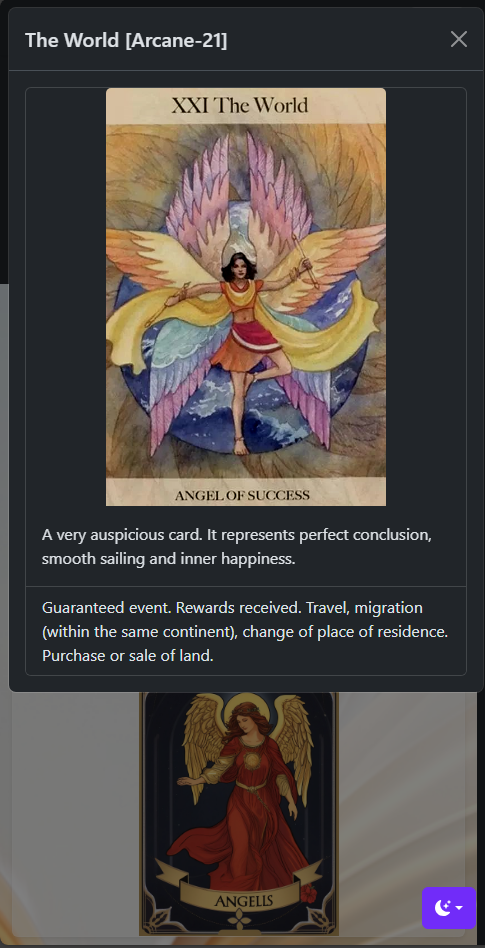 The World [Arcane-21]
XXI The World
ANGEL OF SUCCESS
A very auspicious card. It represents perfect conclusion,
smooth sailing and inner happiness.
Guaranteed event. Rewards received. Travel, migration
(within the same continent), change of place of residence.
Purchase or sale of land.
ANGELLS